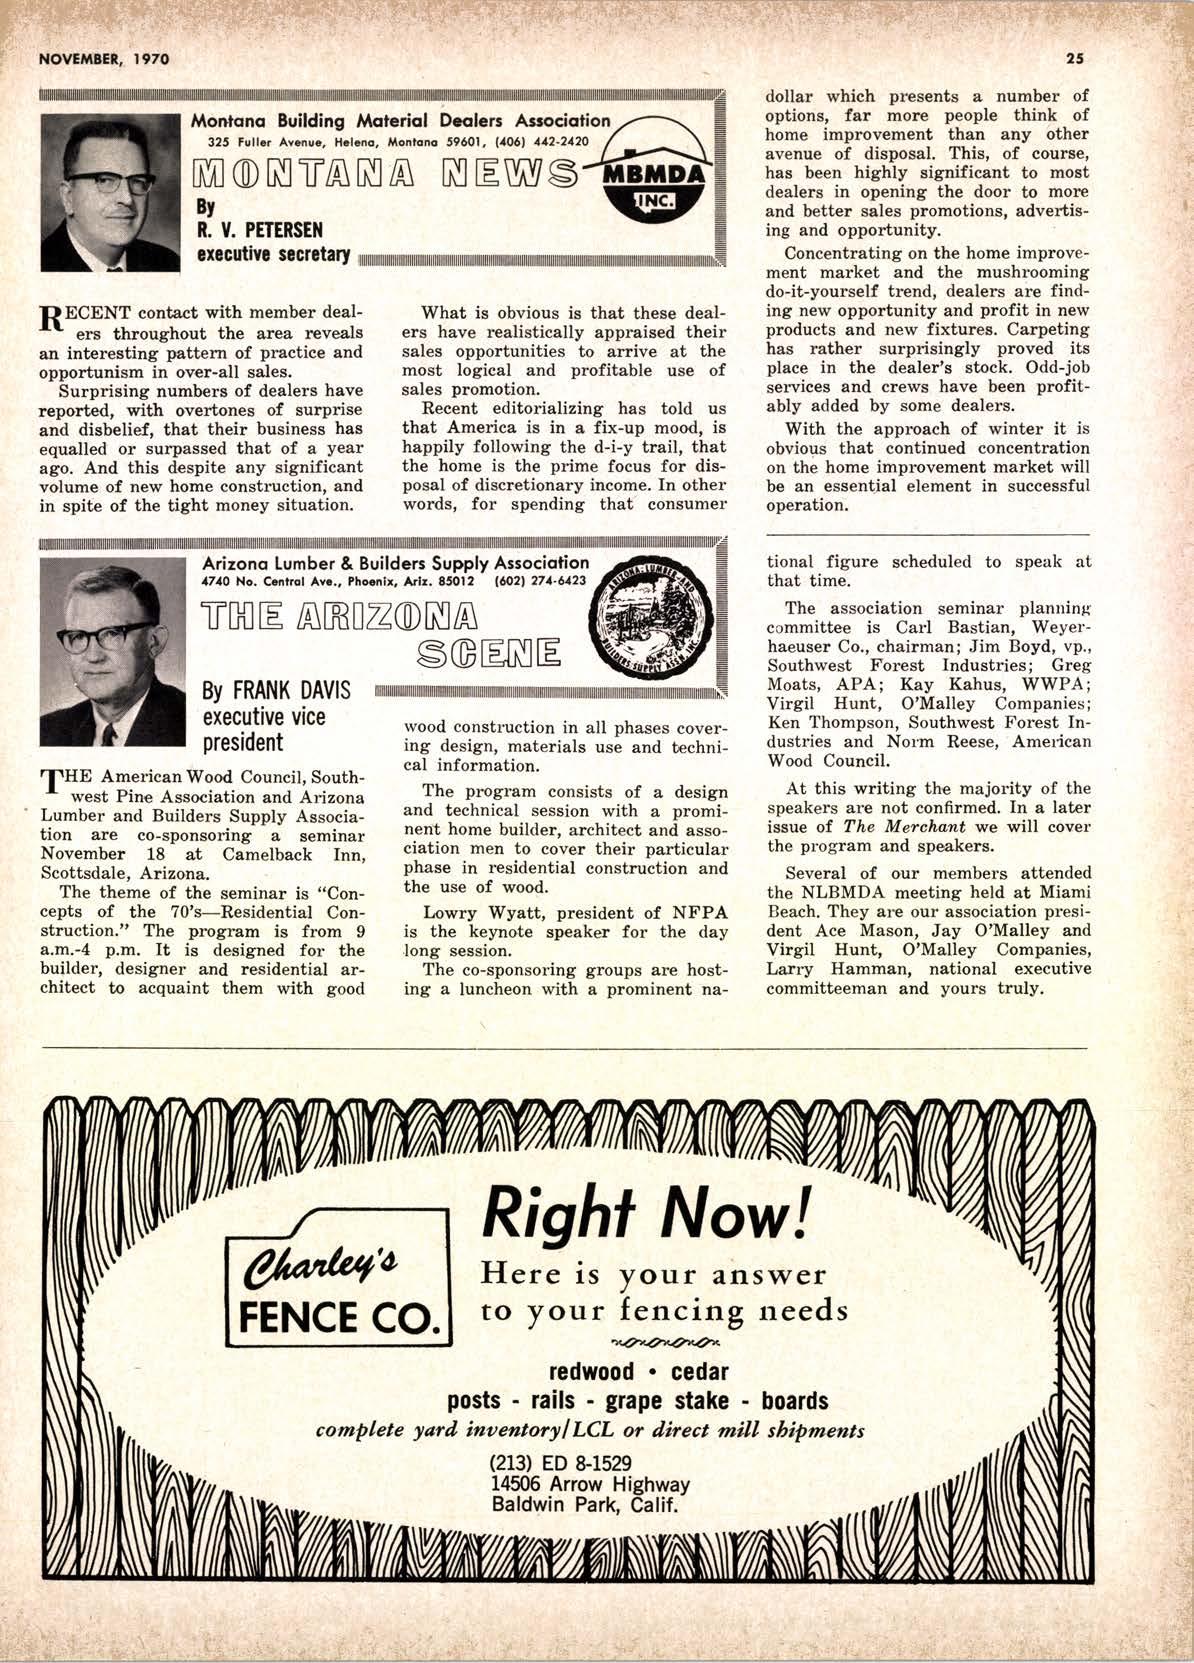 NOVEMBER, 1970
25
Montana Building Material Dealers Association
325 Fuller Avenue, Helena, Montana 59601, (406) 442-2420
MONTANA NEWS
MBMDA
INC.
By
R. V. PETERSEN
executive secretary
RECENT contact with member deal-
ers throughout the area reveals
an interesting pattern of practice and
opportunism in over-all sales.
Surprising numbers of dealers have
reported, with overtones of surprise
and disbelief, that their business has
equalled or surpassed that of a year
ago. And this despite any significant
volume of new home construction, and
in spite of the tight money situation.
What is obvious is that these deal-
ers have realistically appraised their
sales opportunities to arrive at the
most logical and profitable use of
sales promotion.
Recent editorializing has told us
that America is in a fix-up mood, is
happily following the d-i-y trail, that
the home is the prime focus for dis-
posal of discretionary income. In other
words, for spending that consumer
dollar which presents a number of
options, far more people think of
home improvement than any other
avenue of disposal. This, of course,
has been highly significant to most
dealers in opening the door to more
and better sales promotions, advertis-
ing and opportunity.
Concentrating on the home improve-
ment market and the mushrooming
do-it-yourself trend, dealers are find-
ing new opportunity and profit in new
products and new fixtures. Carpeting
has rather surprisingly proved its
place in the dealer's stock. Odd-job
services and crews have been profit-
ably added by some dealers.
With the approach of winter it is
obvious that continued concentration
on the home improvement market will
be an essential element in successful
operation.
Arizona Lumber & Builders Supply Association
4740 No. Central Ave., Phoenix, Ariz. 85012 (602) 274-6423
THE ARIZONA
SCENE
ARIZONA LUMBER AND
BUILDERS SUPPLY ASSN. INC.
By FRANK DAVIS
executive vice
president
THE American Wood Council, South-
west Pine Association and Arizona
Lumber and Builders Supply Associa-
tion are co-sponsoring a seminar
November 18 at Camelback Inn,
Scottsdale, Arizona.
The theme of the seminar is "Con-
cepts of the 70's—Residential Con-
struction." The program is from 9
a.m.-4 p.m. It is designed for the
builder, designer and residential ar-
chitect to acquaint them with good
wood construction in all phases cover-
ing design, materials use and techni-
cal information.
The program consists of a design
and technical session with a promi-
nent home builder, architect and asso-
ciation men to cover their particular
phase in residential construction and
the use of wood.
Lowry Wyatt, president of NFPA
is the keynote speaker for the day
long session.
The co-sponsoring groups are host-
ing a luncheon with a prominent na-
tional figure scheduled to speak at
that time.
The association seminar planning
committee is Carl Bastian, Weyer-
haeuser Co., chairman; Jim Boyd, vp.,
Southwest Forest Industries; Greg
Moats, APA; Kay Kahus, WWPA;
Virgil Hunt, O'Malley Companies;
Ken Thompson, Southwest Forest In-
dustries and Norm Reese, American
Wood Council.
At this writing the majority of the
speakers are not confirmed. In a later
issue of The Merchant we will cover
the program and speakers.
Several of our members attended
the NLBMDA meeting held at Miami
Beach. They are our association presi-
dent Ace Mason, Jay O'Malley and
Virgil Hunt, O'Malley Companies,
Larry Hamman, national executive
committeeman and yours truly.
Charley's
FENCE CO.
Right Now!
Here is your answer
to your fencing needs
redwood • cedar
posts - rails - grape stake - boards
complete yard inventory/LCL or direct mill shipments
(213) ED 8-1529
14506 Arrow Highway
Baldwin Park, Calif.